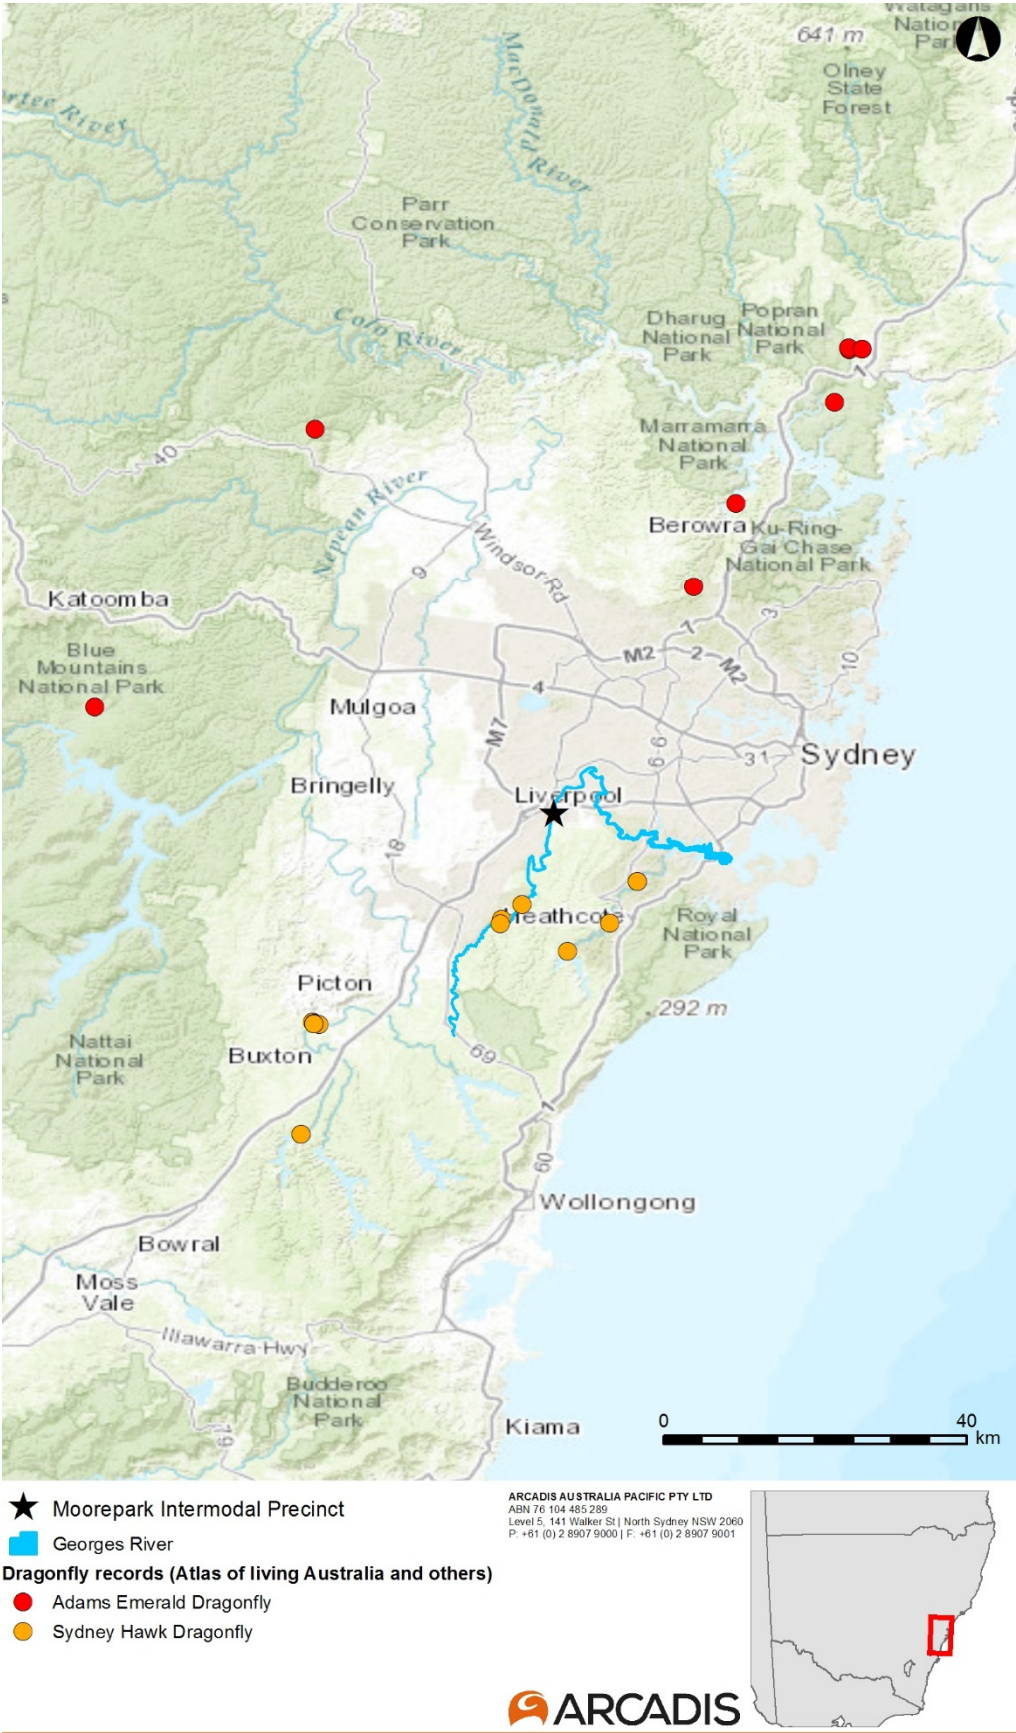 Watagans
Nation
Park
641 m
Olney
State
Forest
MacDonald River
Parr
Conservation
Park
Colo River
Dharug
National
Park
Popran
National
Park
1
40
Marramarra
National
Park
Nepean River
Berowra
Ku-Ring-
Gai Chase
National Park
Windsor Rd
9
Katoomba
3
7
M2
2
M2
10
Blue
Mountains
National Park
4
Mulgoa
M7
6-6
31
Sydney
Bringelly
Liverpool
18
Heathcote
Royal
National
Park
Picton
292 m
Nattai
National
Park
Buxton
69
1
60
Wollongong
Bowral
Moss
Vale
Illawarra Hwy
Budderoo
National
Park
79
Kiama
0 40
km
Moorepark Intermodal Precinct
Georges River
Dragonfly records (Atlas of living Australia and others)
Adams Emerald Dragonfly
Sydney Hawk Dragonfly
ARCADIS AUSTRALIA PACIFIC PTY LTD
ABN 76 104 485 289
Level 5, 141 Walker St | North Sydney NSW 2060
P: +61 (0) 2 8907 9000 | F: +61 (0) 2 8907 9001
ARCADIS